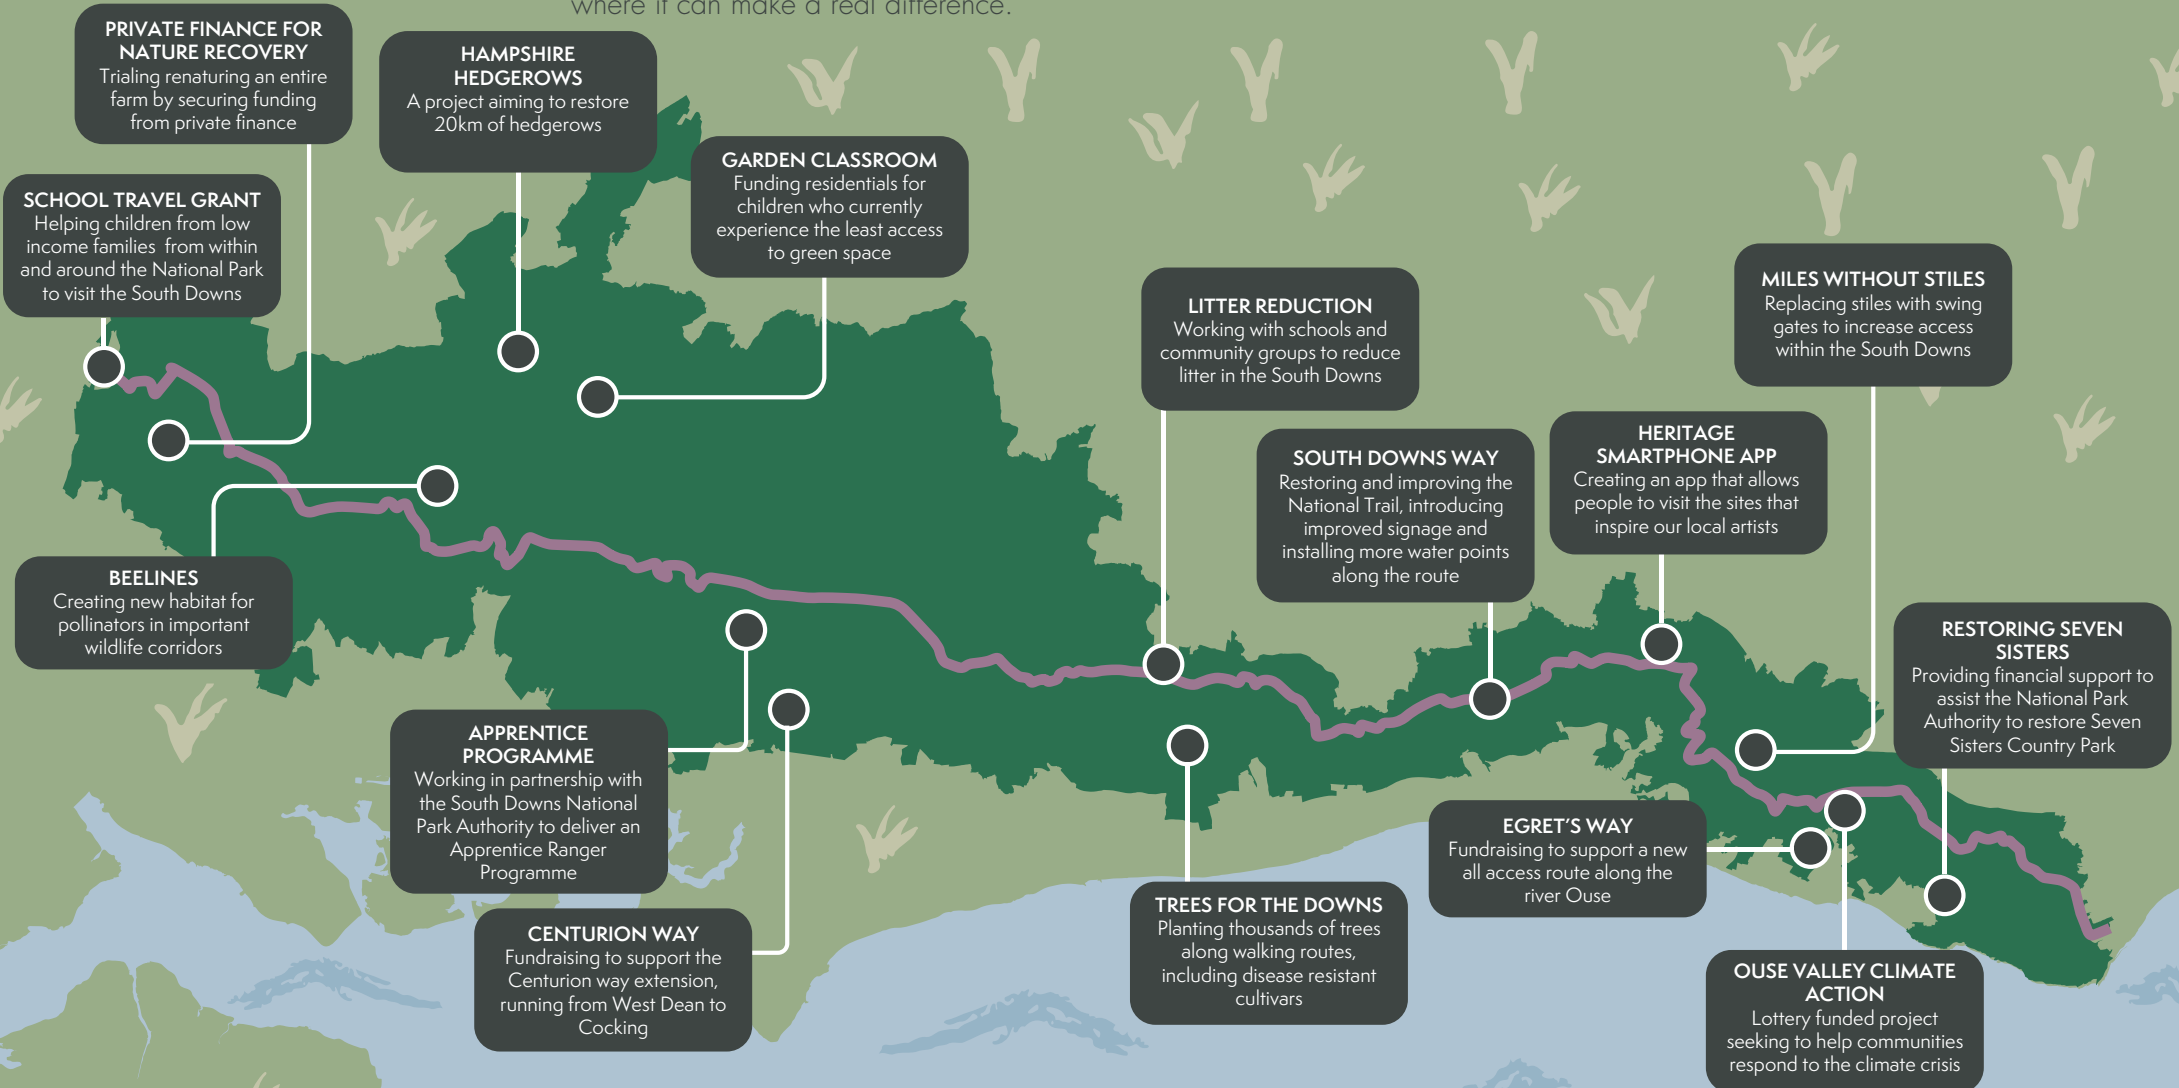 where it can make a real difference.
PRIVATE FINANCE FOR
NATURE RECOVERY
Trialing renaturing an entire
farm by securing funding
from private finance
HAMPSHIRE
HEDGEROWS
A project aiming to restore
20km of hedgerows
GARDEN CLASSROOM
Funding residentials for
children who currently
experience the least access
to green space
SCHOOL TRAVEL GRANT
Helping children from low
income families from within
and around the National Park
to visit the South Downs
LITTER REDUCTION
Working with schools and
community groups to reduce
litter in the South Downs
MILES WITHOUT STILES
Replacing stiles with swing
gates to increase access
within the South Downs
SOUTH DOWNS WAY
Restoring and improving the
National Trail, introducing
improved signage and
installing more water points
along the route
HERITAGE
SMARTPHONE APP
Creating an app that allows
people to visit the sites that
inspire our local artists
BEELINES
Creating new habitat for
pollinators in important
wildlife corridors
RESTORING SEVEN
SISTERS
Providing financial support to
assist the National Park
Authority to restore Seven
Sisters Country Park
APPRENTICE
PROGRAMME
Working in partnership with
the South Downs National
Park Authority to deliver an
Apprentice Ranger
Programme
EGRET'S WAY
Fundraising to support a new
all access route along the
river Ouse
CENTURION WAY
Fundraising to support the
Centurion way extension,
running from West Dean to
Cocking
TREES FOR THE DOWNS
Planting thousands of trees
along walking routes,
including disease resistant
cultivars
OUSE VALLEY CLIMATE
ACTION
Lottery funded project
seeking to help communities
respond to the climate crisis